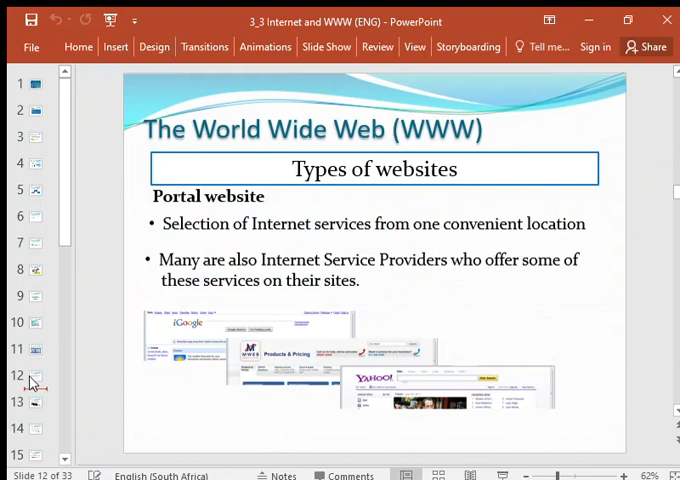 3_3 Internet and WWW (ENG) - PowerPoint
File Home Insert Design Transitions Animations Slide Show Review View Storyboarding Tell me... Sign in Share
1
2
3
4
5
6
7
8
9
10
11
12
13
14
15
The World Wide Web (WWW)
Types of websites
Portal website
• Selection of Internet services from one convenient location
• Many are also Internet Service Providers who offer some of
these services on their sites.
iGoogle
MWEB Products & Pricing
YAHOO!
Slide 12 of 33 English (South Africa) Notes Comments 62%